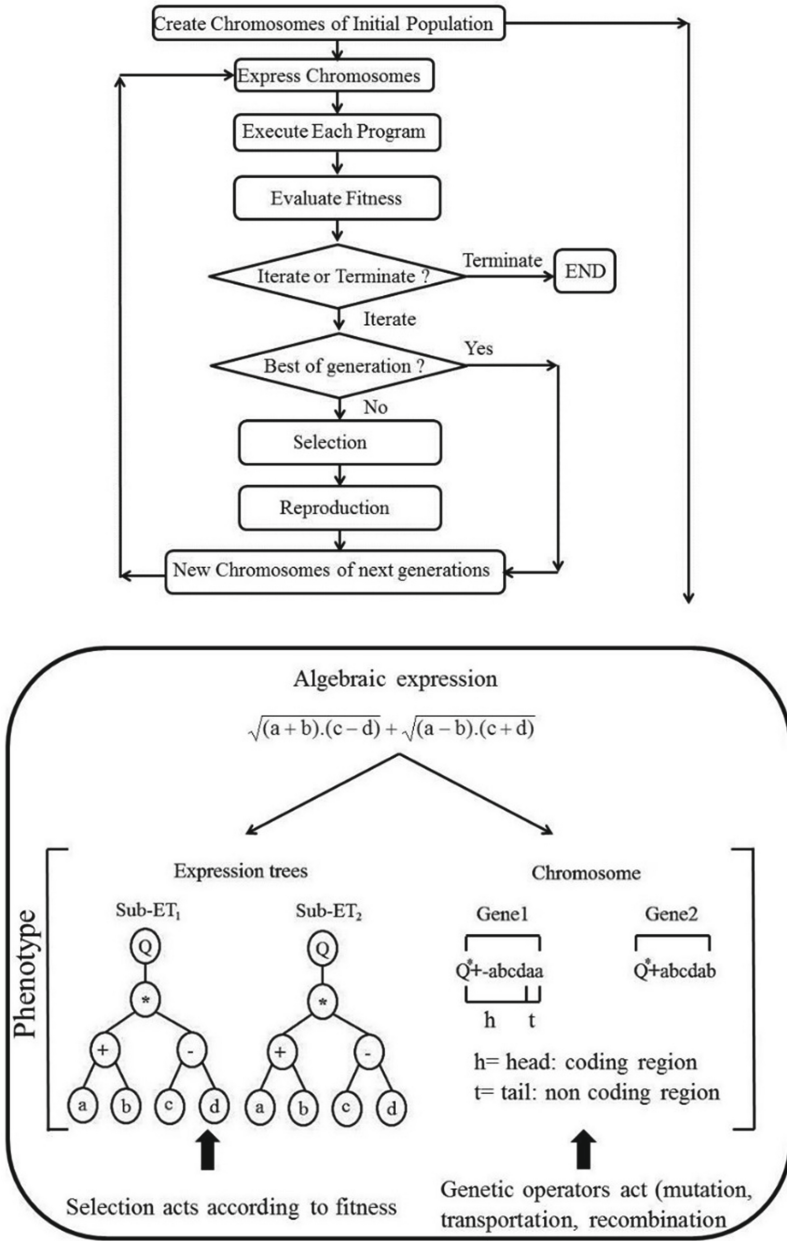 Create Chromosomes of Initial Population
Express Chromosomes
Execute Each Program
Evaluate Fitness
Iterate or Terminate ?
Terminate
END
Iterate
Best of generation ?
Yes
No
Selection
Reproduction
New Chromosomes of next generations
Algebraic expression
√(a + b).(c − d) + √(a − b).(c + d)
Phenotype
Expression trees
Chromosome
Sub-ET₁
Sub-ET₂
Gene1
Gene2
Q
*
+ -
a b c d
Q
*
+ -
a b c d
Q*+-abcdaa
Q*+abcdab
h t
h= head: coding region
t= tail: non coding region
Selection acts according to fitness
Genetic operators act (mutation,
transportation, recombination